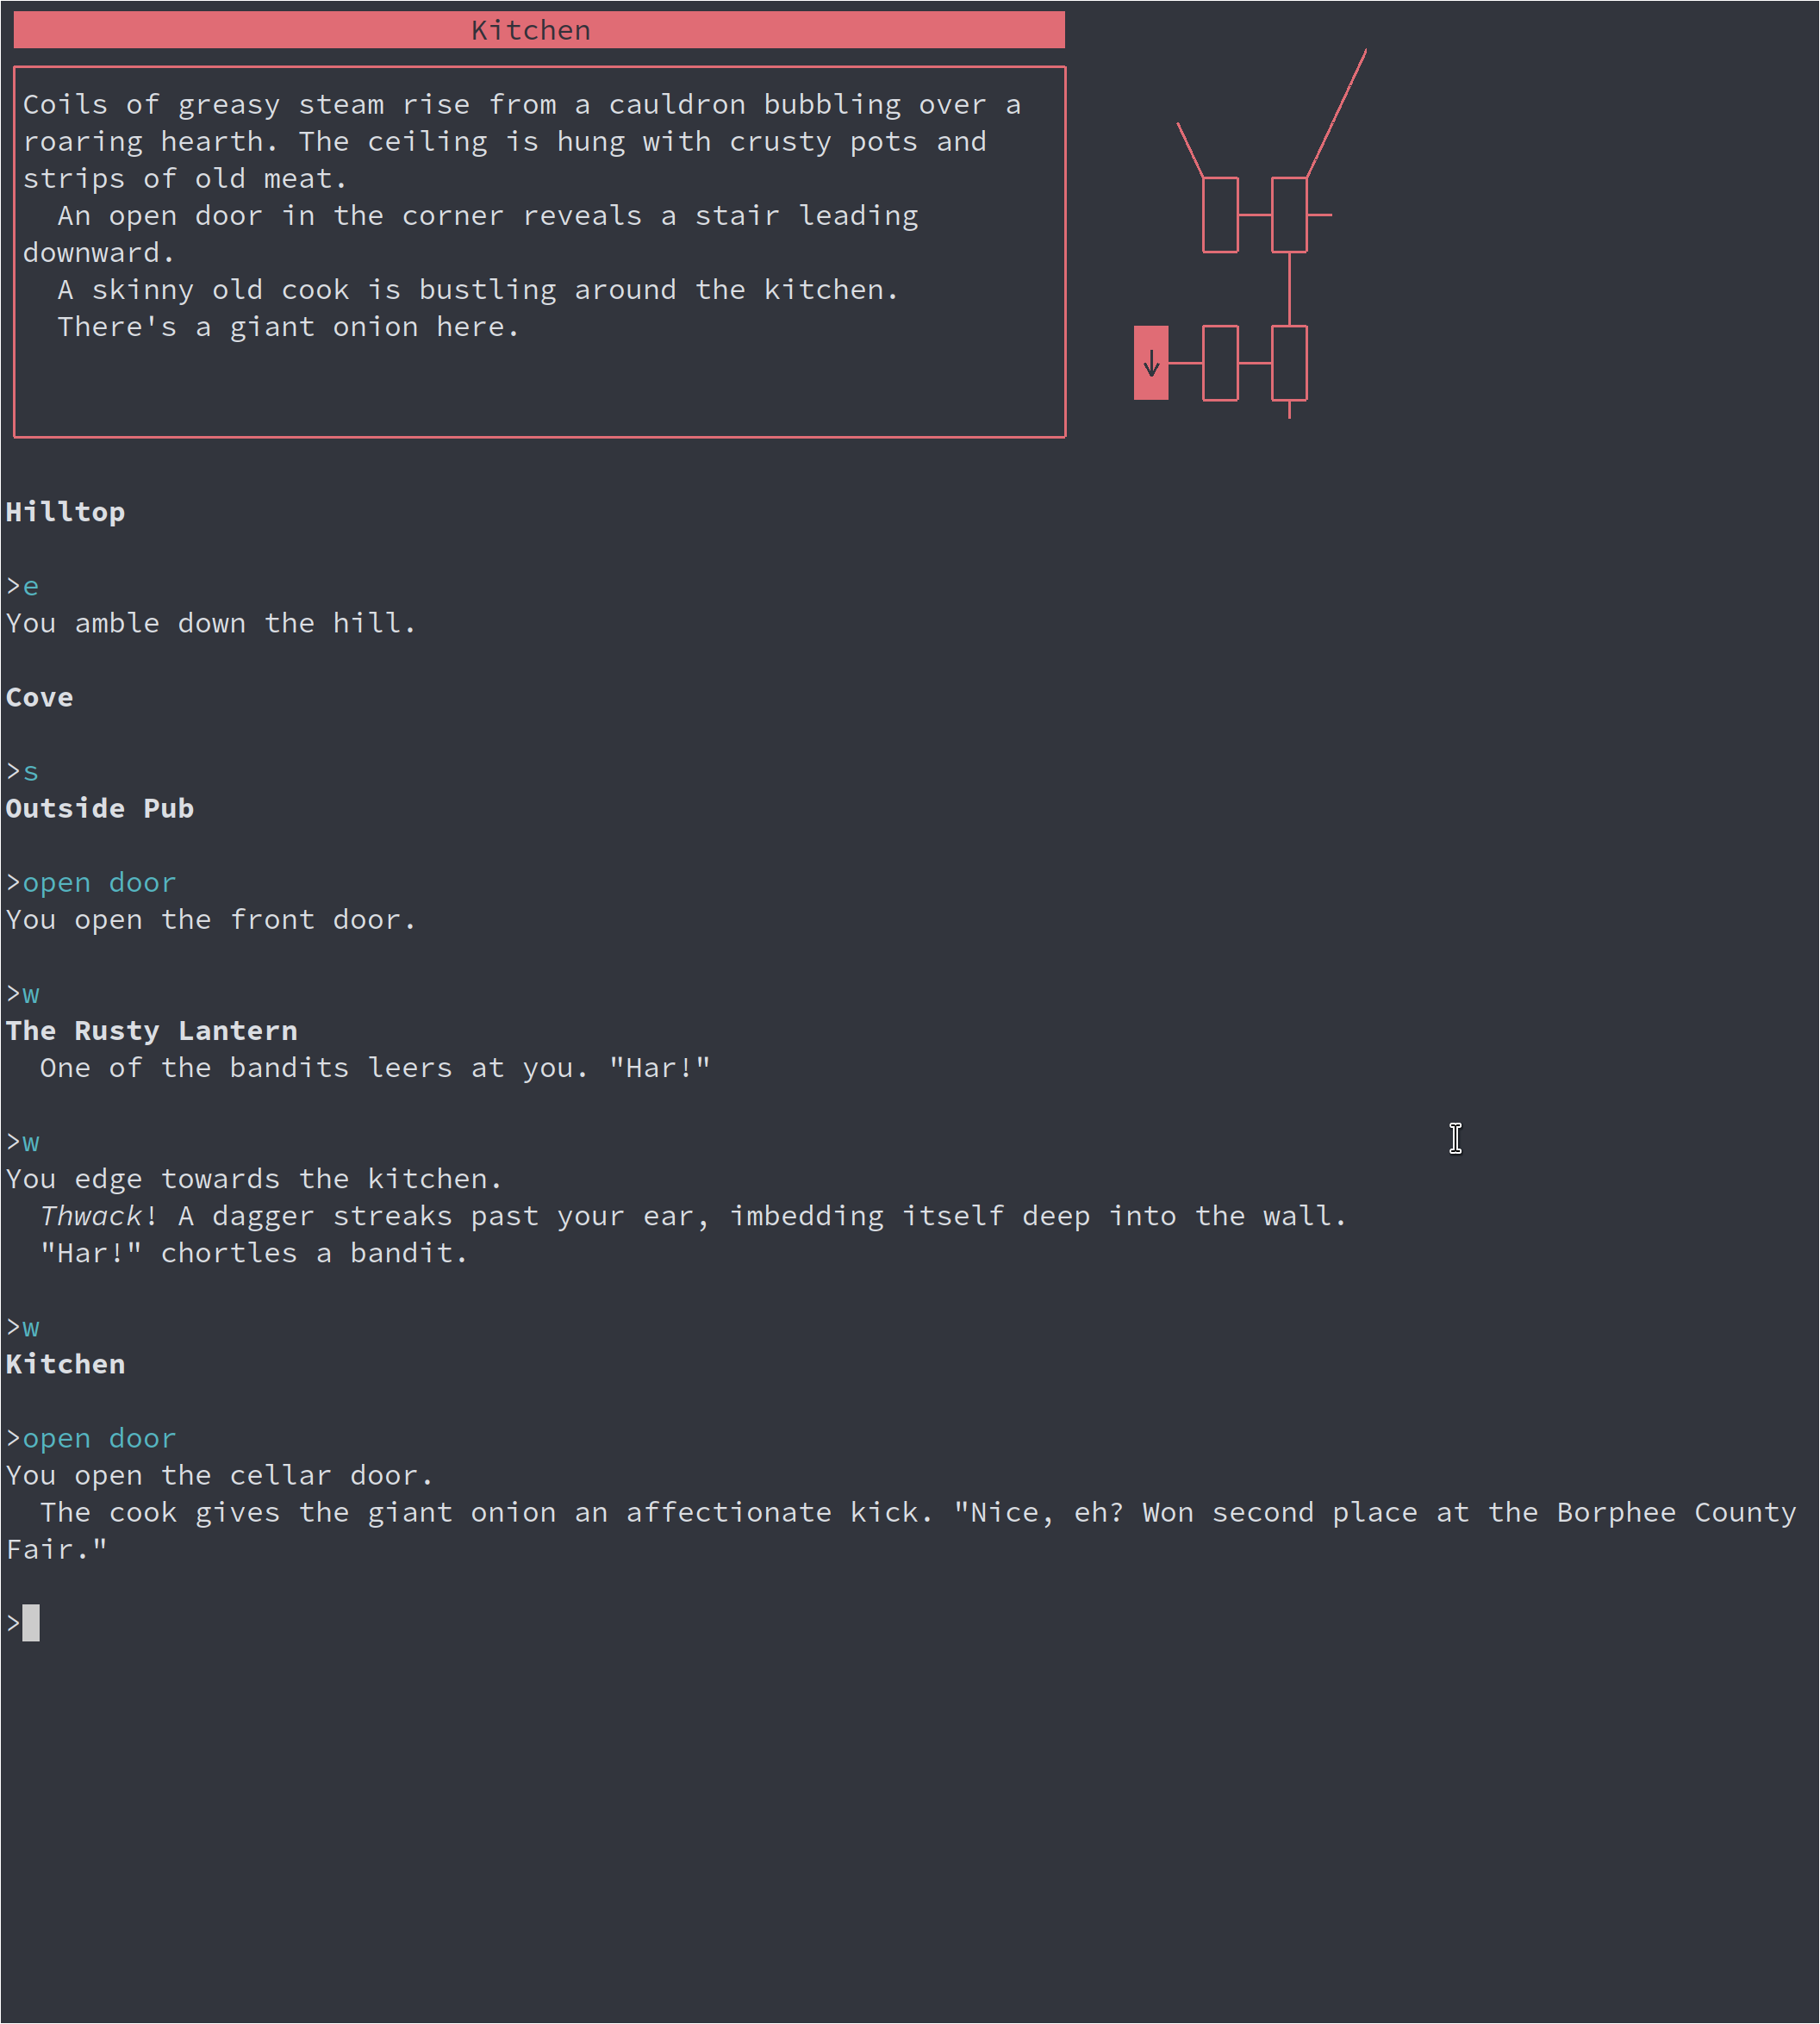 Kitchen
Coils of greasy steam rise from a cauldron bubbling over a
roaring hearth. The ceiling is hung with crusty pots and
strips of old meat.
An open door in the corner reveals a stair leading
downward.
A skinny old cook is bustling around the kitchen.
There's a giant onion here.
↓
Hilltop
>e
You amble down the hill.
Cove
>s
Outside Pub
>open door
You open the front door.
>w
The Rusty Lantern
One of the bandits leers at you. "Har!"
>w
You edge towards the kitchen.
Thwack! A dagger streaks past your ear, imbedding itself deep into the wall.
"Har!" chortles a bandit.
>w
Kitchen
>open door
You open the cellar door.
The cook gives the giant onion an affectionate kick. "Nice, eh? Won second place at the Borphee County
Fair."
>